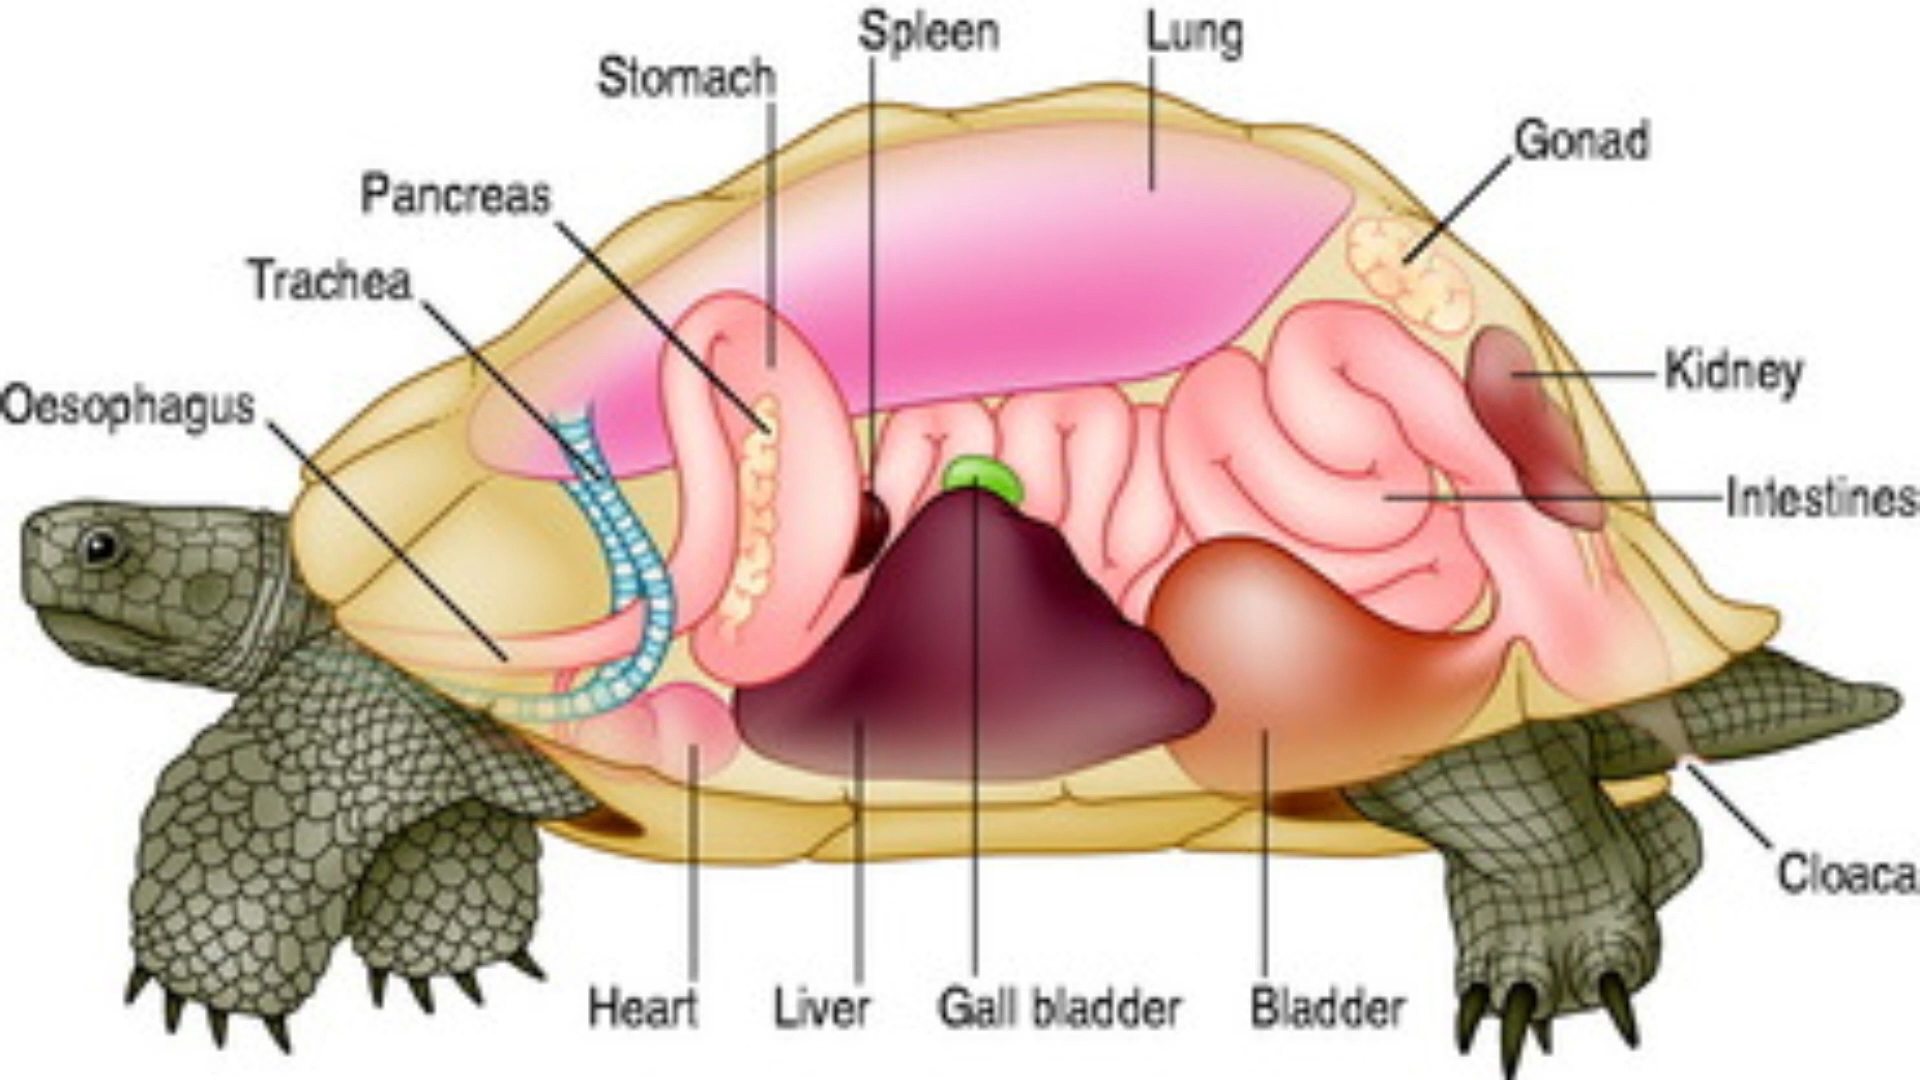 Spleen
Lung
Stomach
Gonad
Pancreas
Trachea
Kidney
Oesophagus
Intestines
Cloaca
Heart
Liver
Gall bladder
Bladder